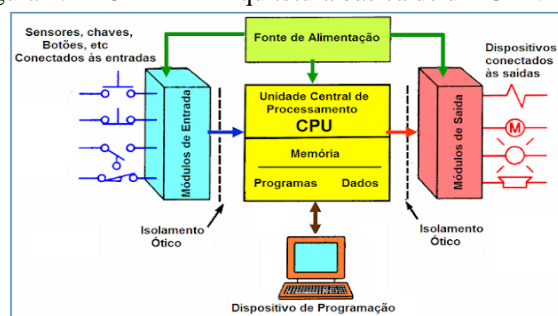 Sensores, chaves,
Botões, etc
Conectados às entradas
Fonte de Alimentação
Dispositivos
conectados
às saidas
Módulos de Entrada
Unidade Central de
Processamento
CPU
Memória
Programas Dados
Módulos de Saída
M
Isolamento
Ótico
Isolamento
Ótico
Dispositivo de Programação